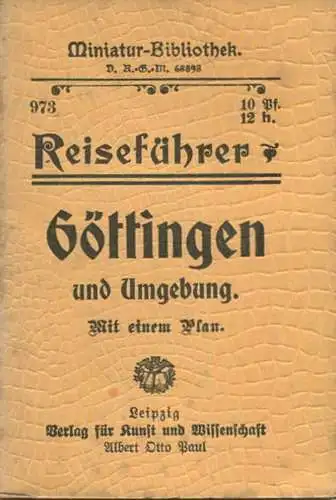 Miniatur-Bibliothek.
D. R.-G.-M. 68898
973
10 Pf.
12 h.
Reiseführer
Göttingen
und Umgebung.
Mit einem Plan.
Leipzig
Verlag für Kunst und Wissenschaft
Albert Otto Paul